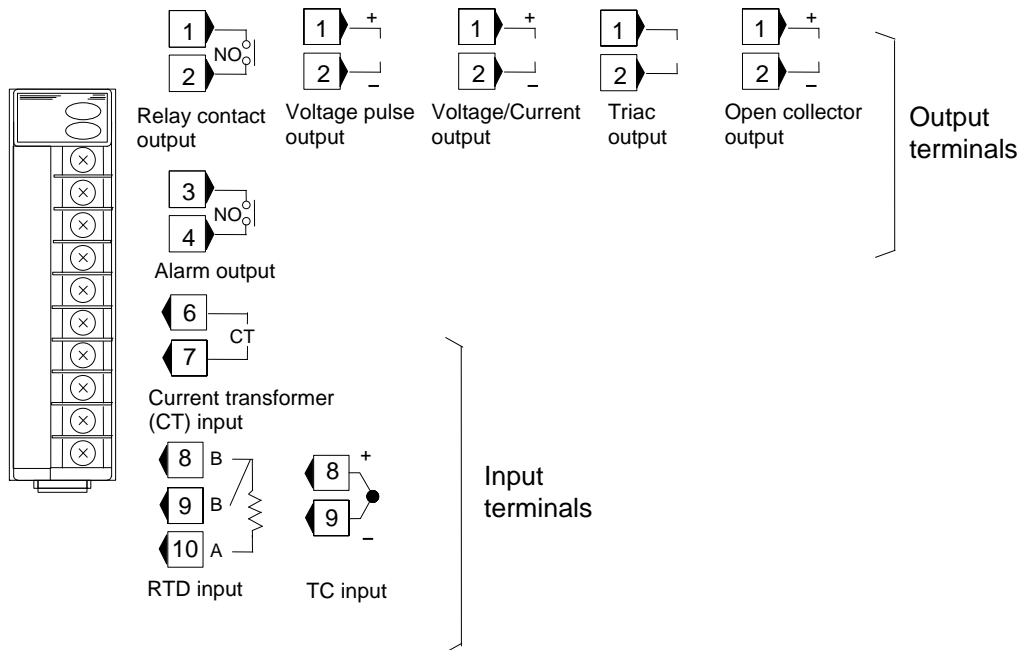 1 + 1 + 1 1 + 1
NO
2 2 – 2 – 2 2 –
Relay contact output
Voltage pulse output
Voltage/Current output
Triac output
Open collector output
Output terminals
3
NO
4
Alarm output
6
CT
7
Current transformer
(CT) input
8 B
9 B
10 A
RTD input
+
8
9
–
TC input
Input
terminals